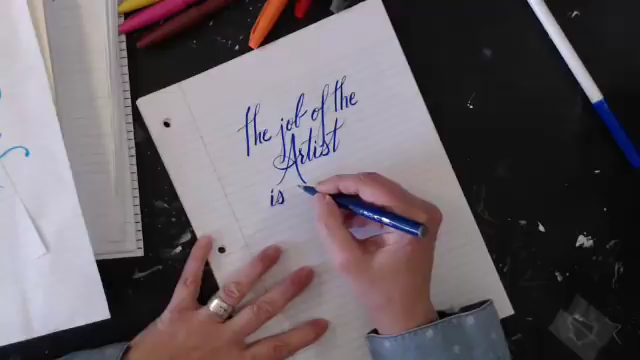 the job of the
Artist
is